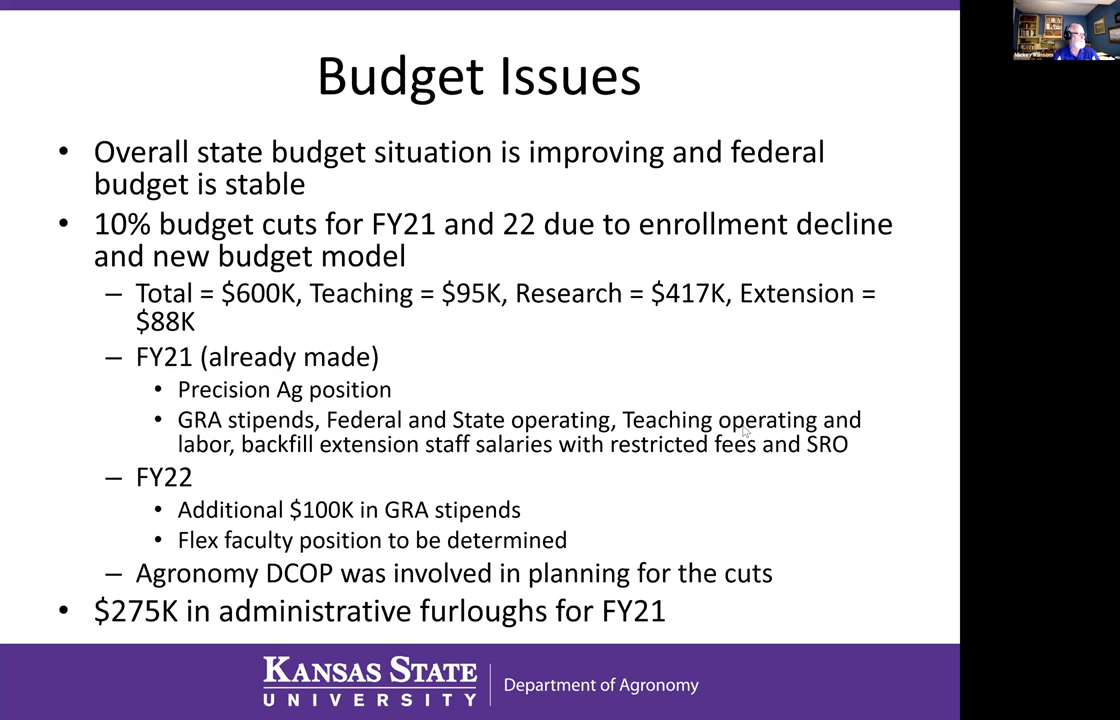 Budget Issues
• Overall state budget situation is improving and federal
budget is stable
• 10% budget cuts for FY21 and 22 due to enrollment decline
and new budget model
– Total = $600K, Teaching = $95K, Research = $417K, Extension =
$88K
– FY21 (already made)
• Precision Ag position
• GRA stipends, Federal and State operating, Teaching operating and
labor, backfill extension staff salaries with restricted fees and SRO
– FY22
• Additional $100K in GRA stipends
• Flex faculty position to be determined
– Agronomy DCOP was involved in planning for the cuts
• $275K in administrative furloughs for FY21
KANSAS STATE
UNIVERSITY
Department of Agronomy
Mickey Ransom